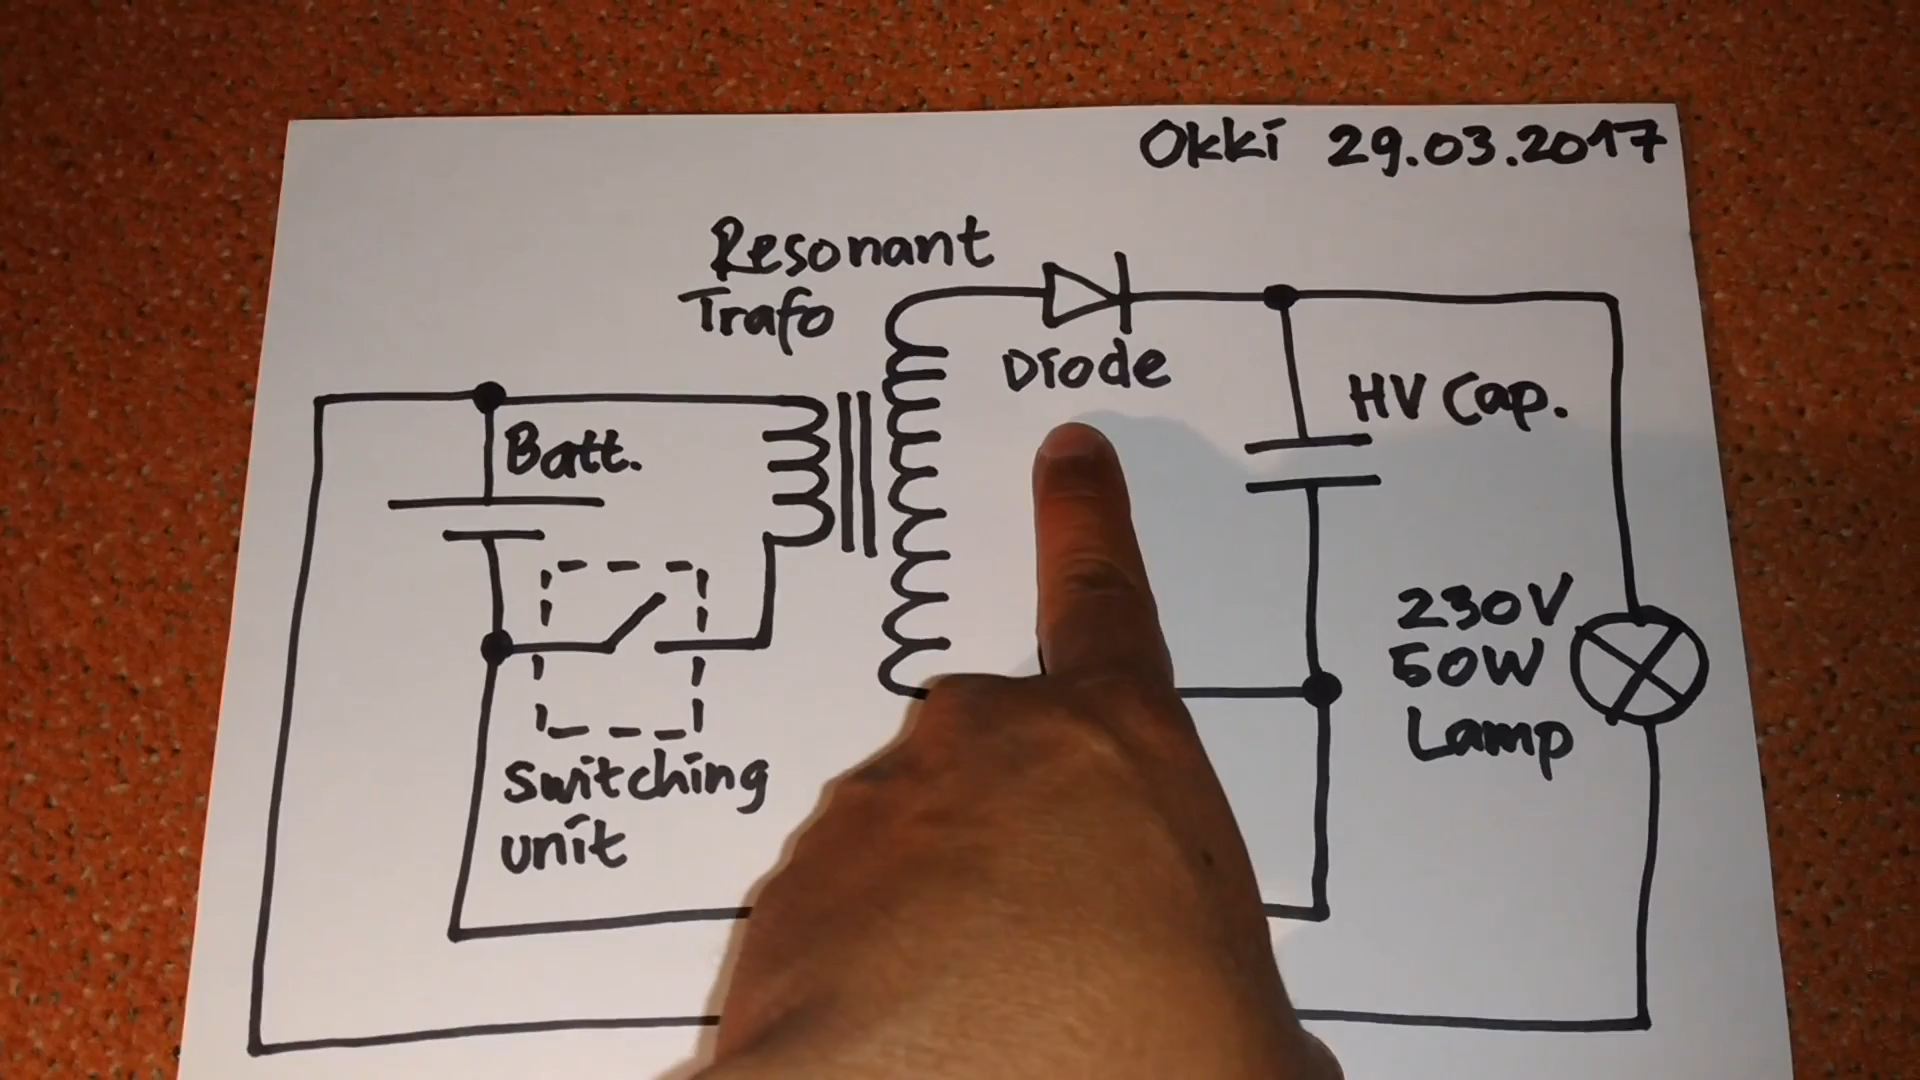 Okki 29.03.2017
Resonant
Trafo
Diode
HV Cap.
Batt.
230V
50W
Lamp
Switching
unit